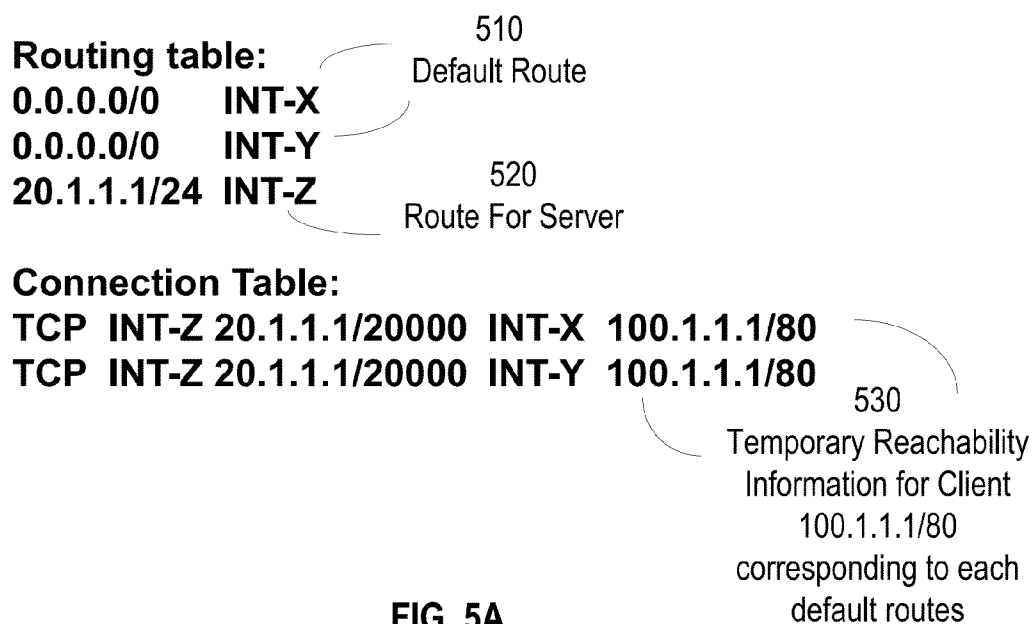 510
Default Route
Routing table:
0.0.0.0/0 INT-X
0.0.0.0/0 INT-Y
20.1.1.1/24 INT-Z
520
Route For Server
Connection Table:
TCP INT-Z 20.1.1.1/20000 INT-X 100.1.1.1/80
TCP INT-Z 20.1.1.1/20000 INT-Y 100.1.1.1/80
530
Temporary Reachability
Information for Client
100.1.1.1/80
corresponding to each
default routes
FIG. 5A